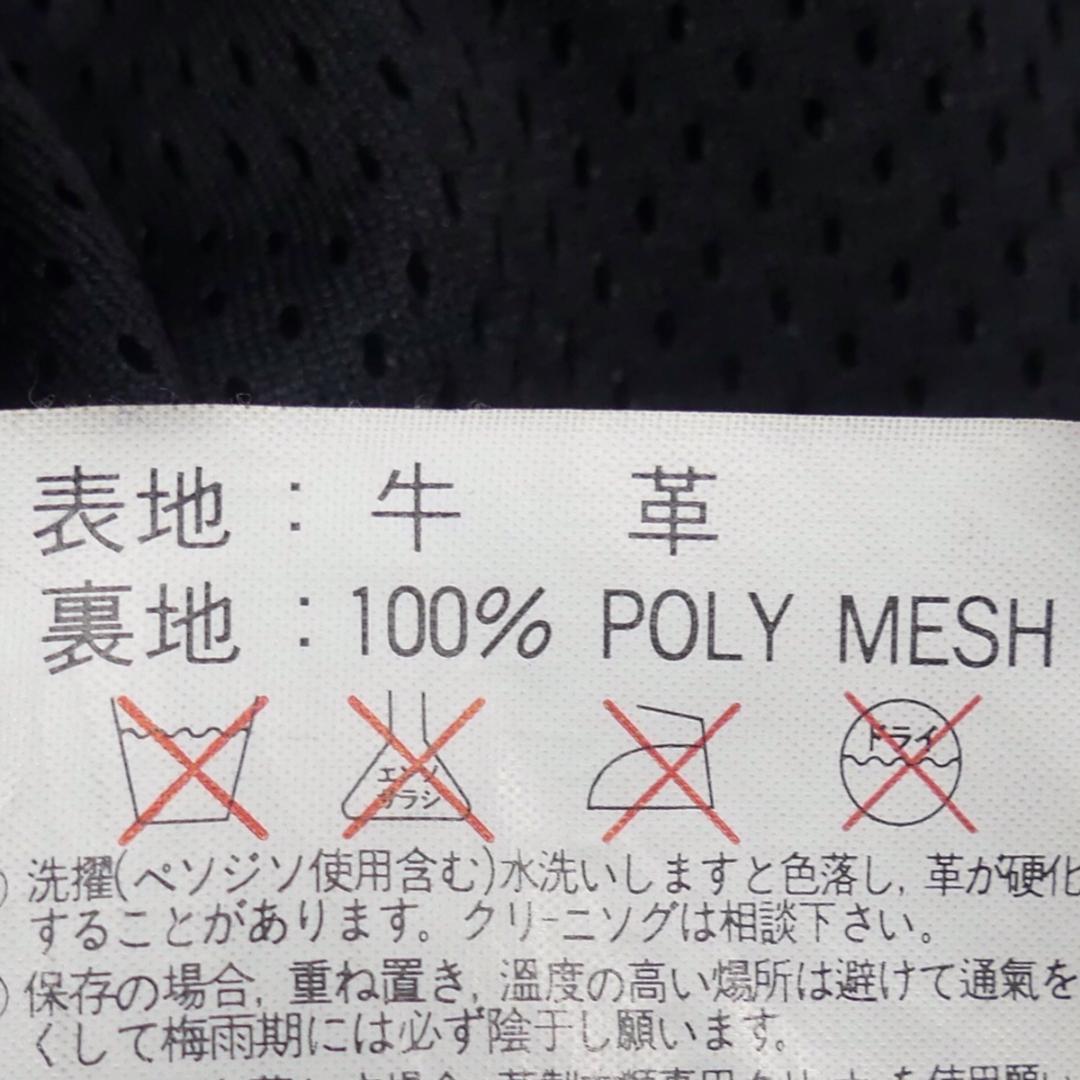 表地：牛 革
裏地：100% POLY MESH
エンソ
サラシ
ドライ
洗擢(ペソジソ使用含む)水洗いしますと色落し, 革が硬化
することがあります。クリーニソグは相談下さい。
保存の場合, 重ね置き, 溫度の高い煬所は避けて通氣を
くして梅雨期には必ず陰干し願います。